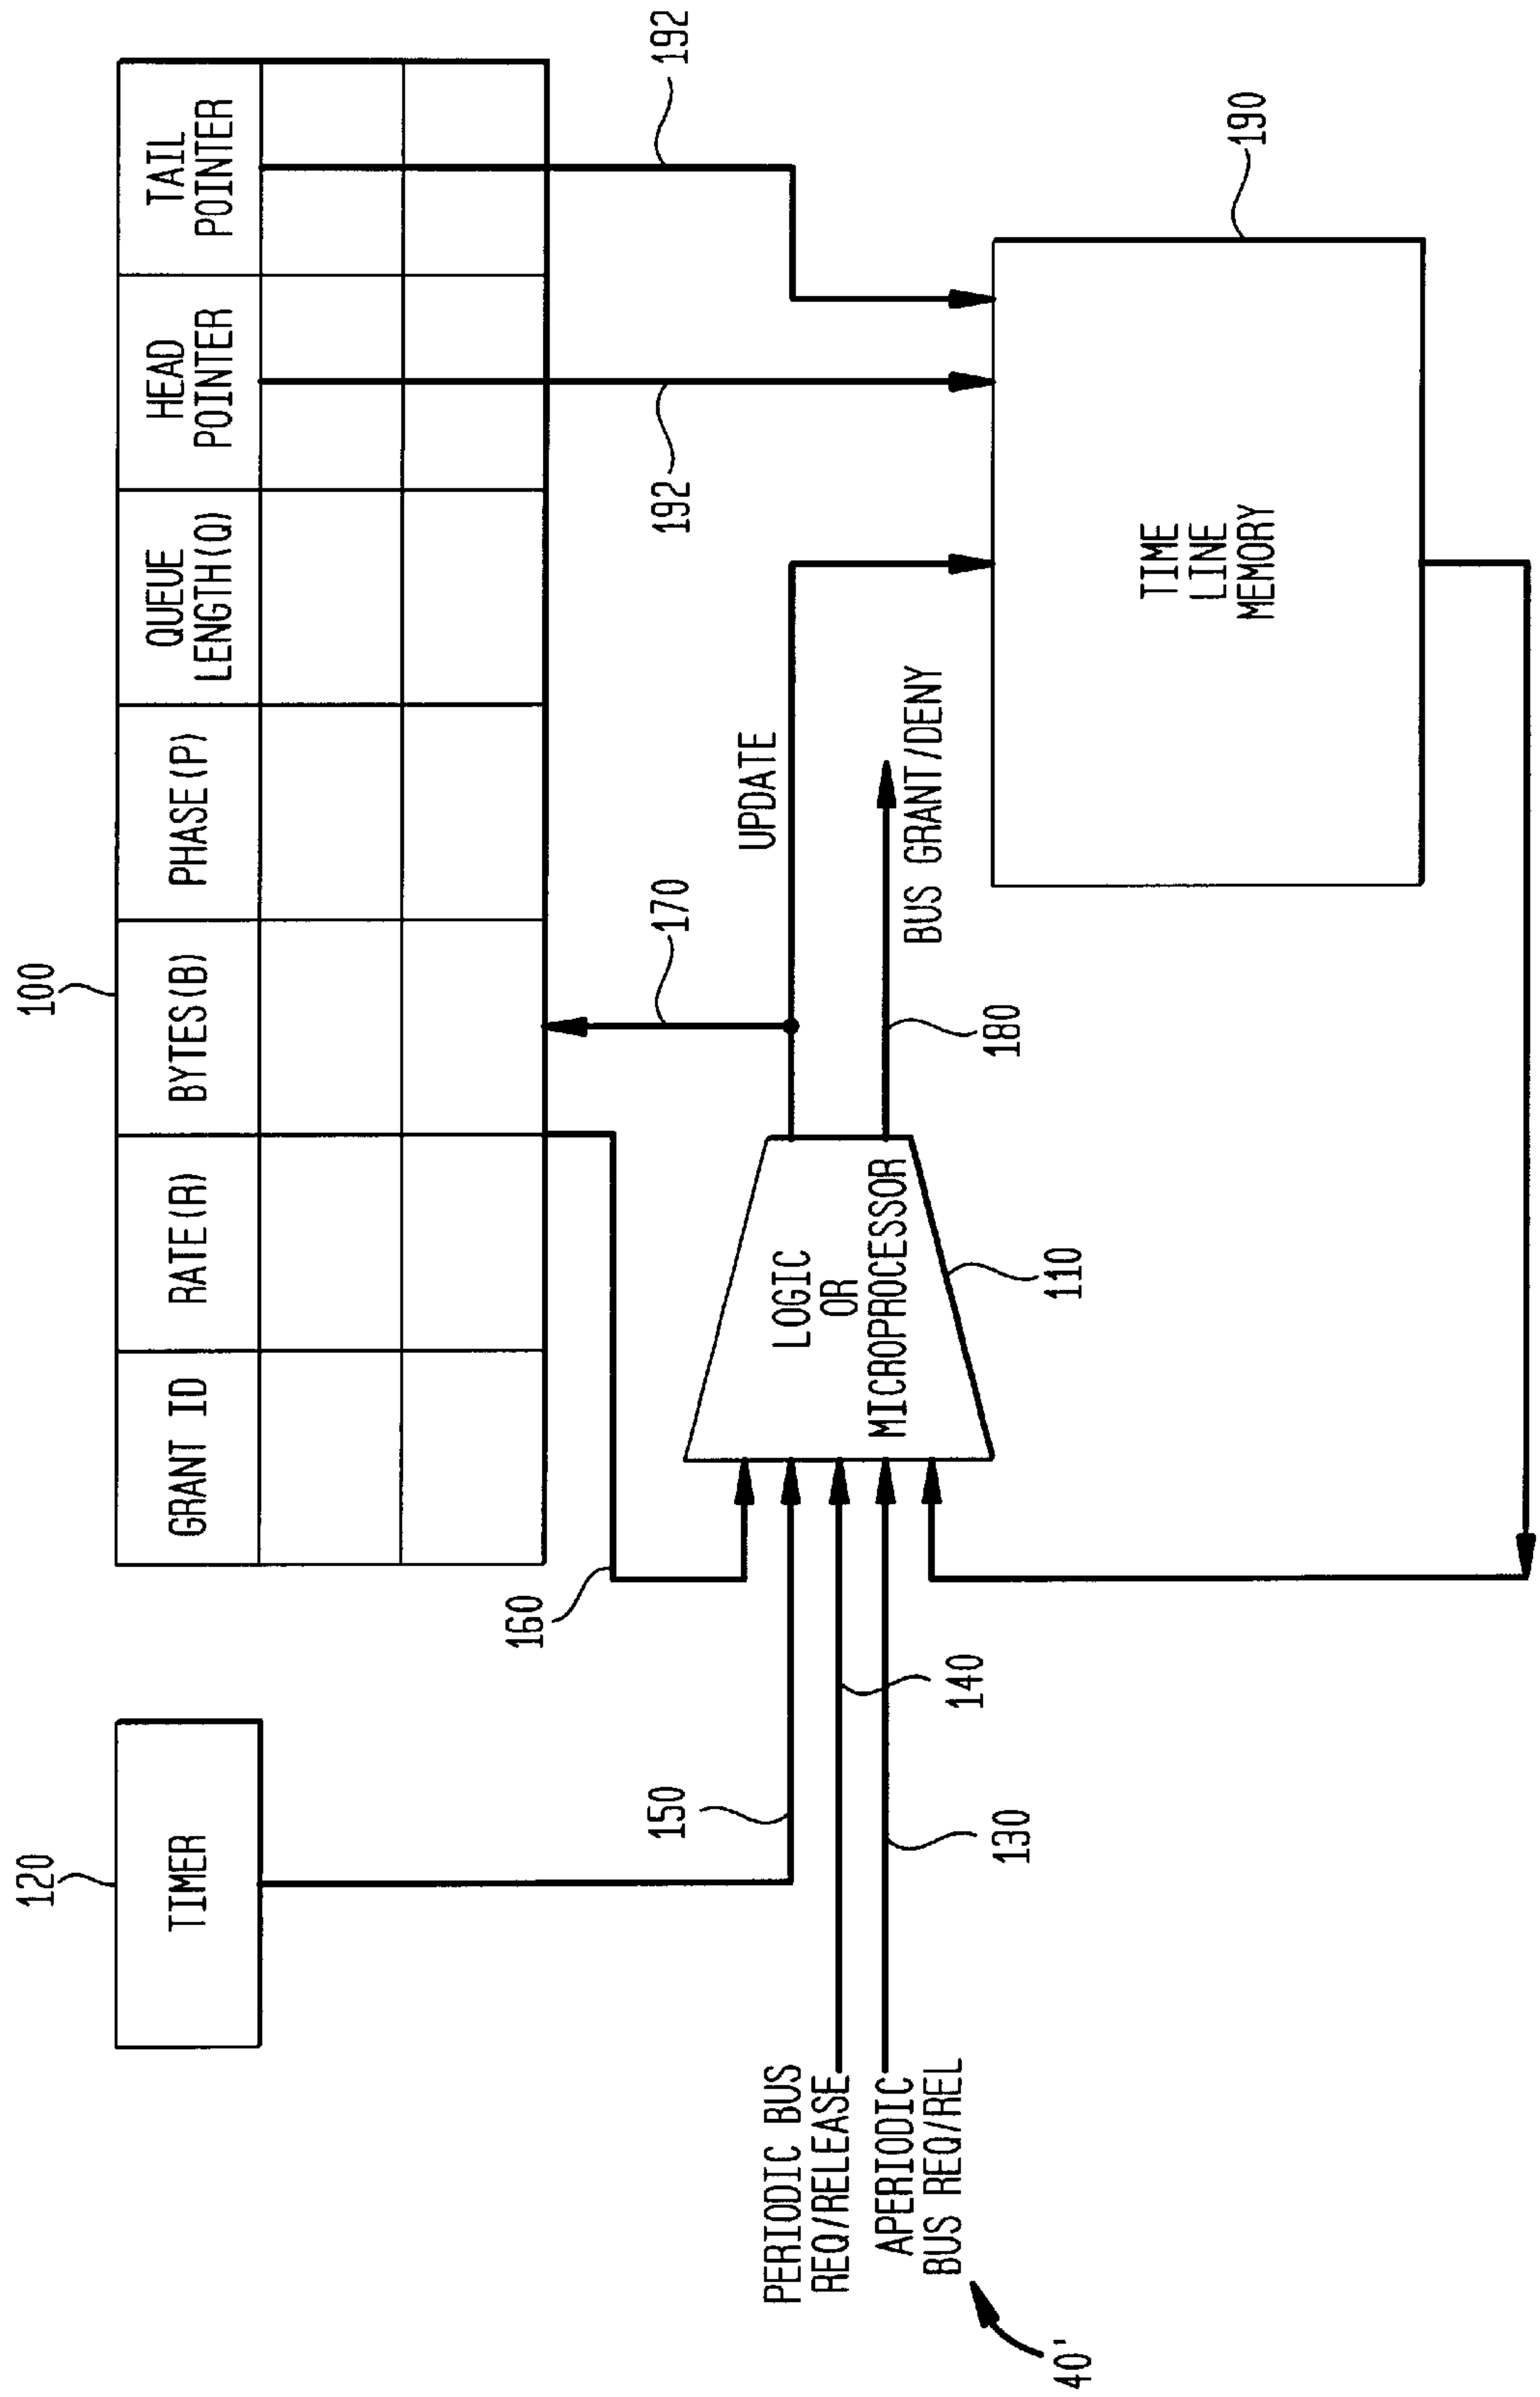 120
TIMER
100
GRANT ID
RATE(R)
BYTES(B)
PHASE(P)
QUEUE
LENGTH(Q)
HEAD
POINTER
TAIL
POINTER
160
170
192
192
150
UPDATE
PERIODIC BUS
REQ/RELEASE
APERIODIC
BUS REQ/REL
140
130
LOGIC
OR
MICROPROCESSOR
110
180
BUS GRANT/DENY
TIME
LINE
MEMORY
190
40'